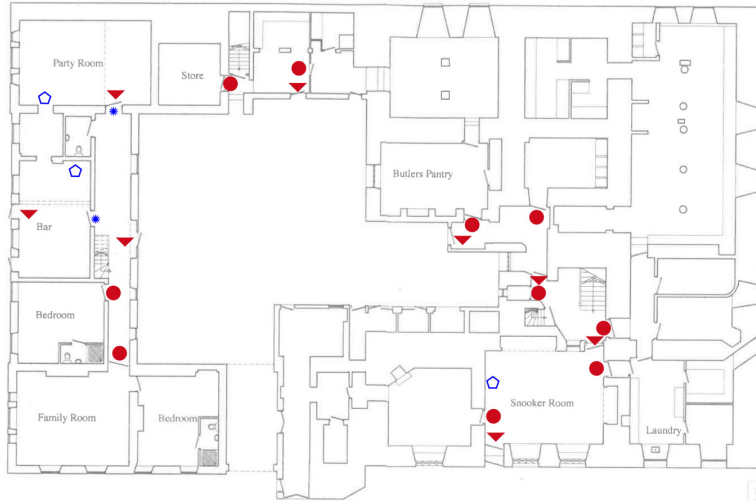 Party Room
Store
Butlers Pantry
Bar
Bedroom
Snooker Room
Family Room
Bedroom
Laundry